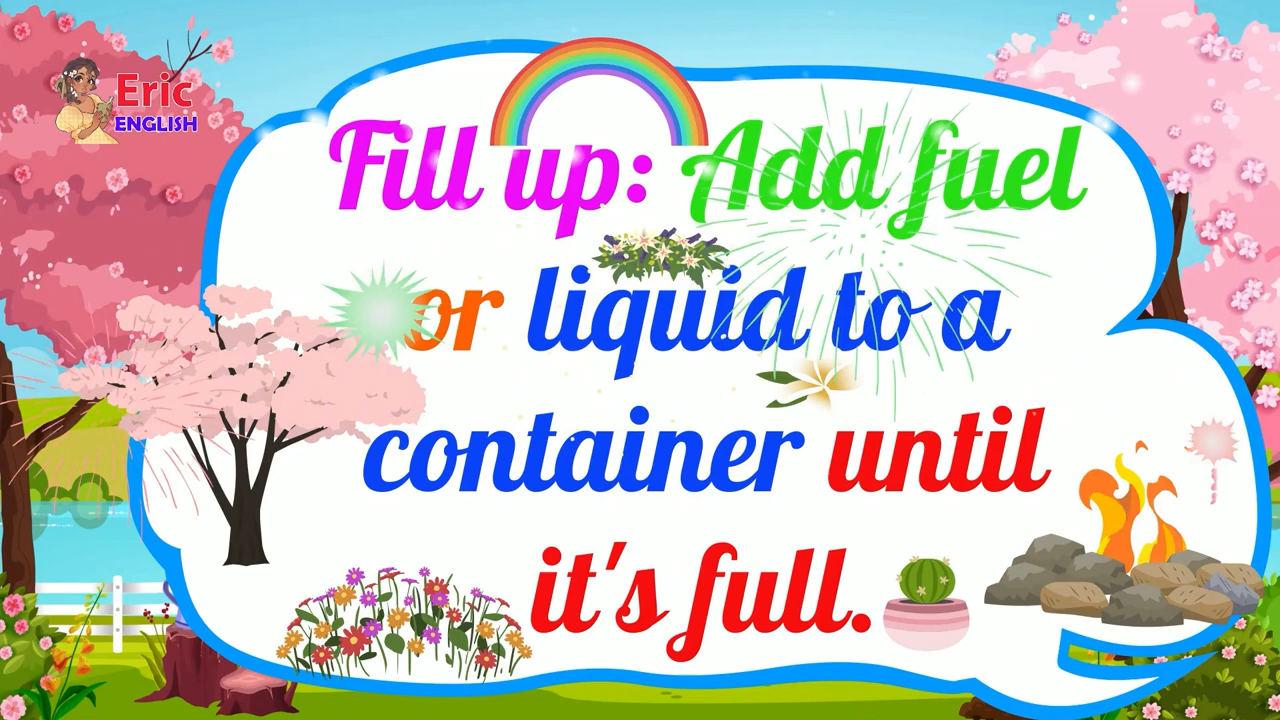 Eric
ENGLISH
Fill up: Add fuel
or liquid to a
container until
it's full.